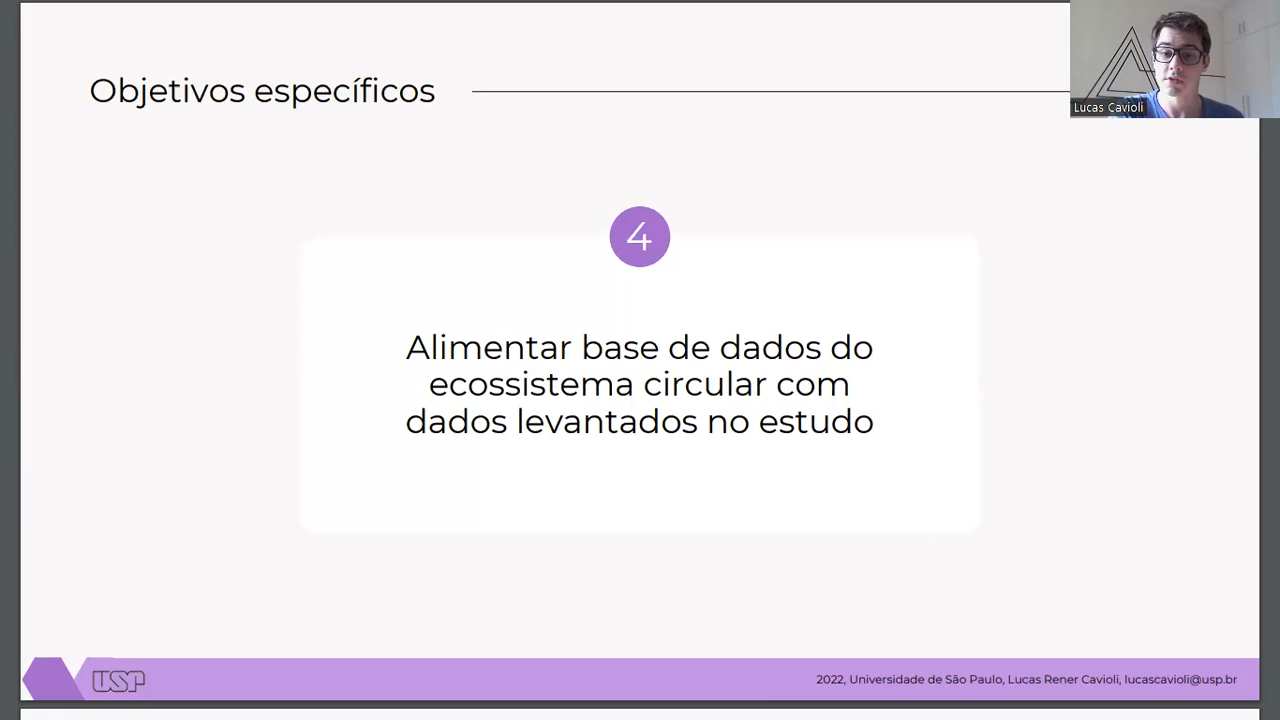 Objetivos específicos
Lucas Cavioli
4
Alimentar base de dados do
ecossistema circular com
dados levantados no estudo
USP
2022, Universidade de São Paulo, Lucas Rener Cavioli, lucascavioli@usp.br